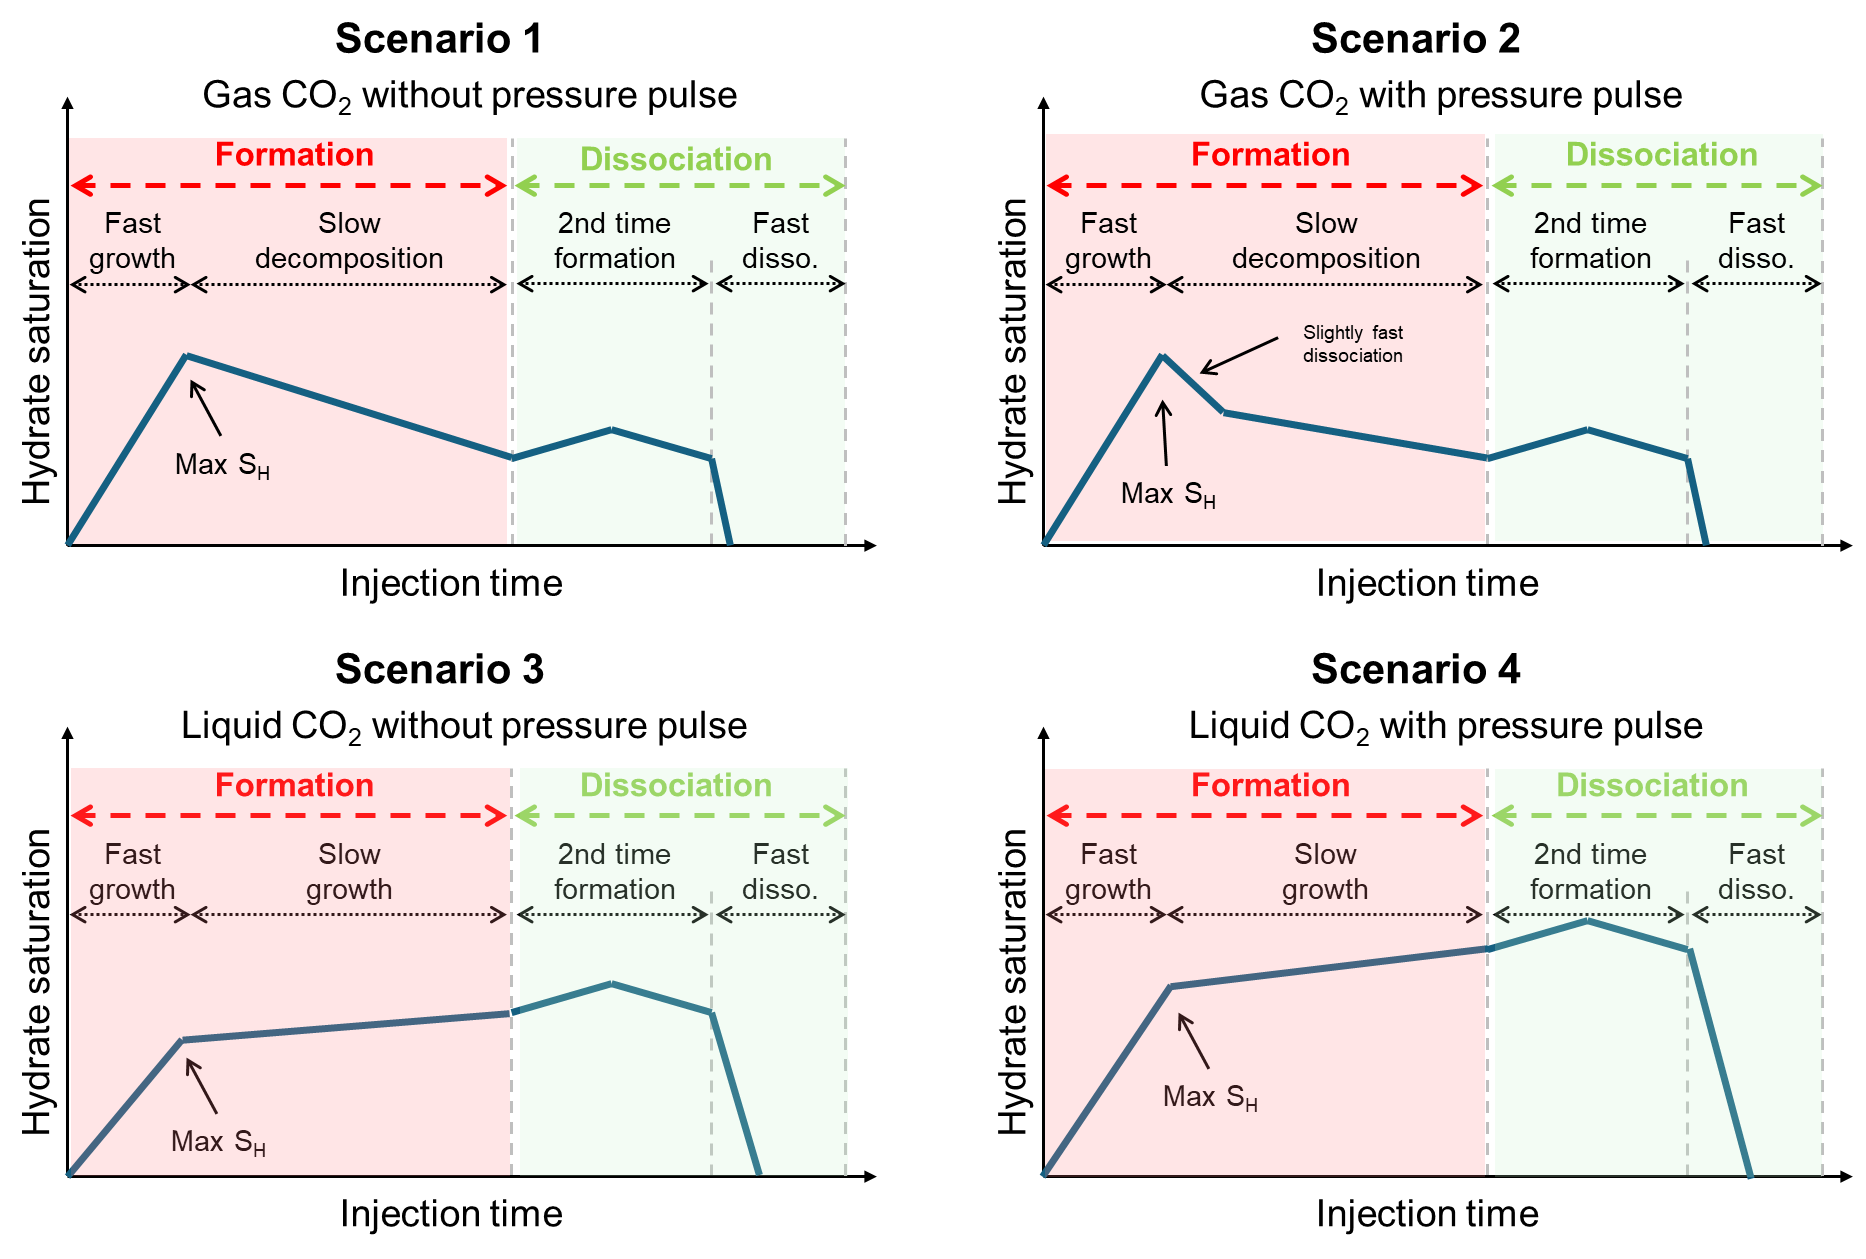 Scenario 1
Gas CO2 without pressure pulse
Formation
Dissociation
Fast
growth
Slow
decomposition
2nd time
formation
Fast
disso.
Max SH
Hydrate saturation
Injection time
Scenario 2
Gas CO2 with pressure pulse
Formation
Dissociation
Fast
growth
Slow
decomposition
2nd time
formation
Fast
disso.
Slightly fast
dissociation
Max SH
Hydrate saturation
Injection time
Scenario 3
Liquid CO2 without pressure pulse
Formation
Dissociation
Fast
growth
Slow
growth
2nd time
formation
Fast
disso.
Max SH
Hydrate saturation
Injection time
Scenario 4
Liquid CO2 with pressure pulse
Formation
Dissociation
Fast
growth
Slow
growth
2nd time
formation
Fast
disso.
Max SH
Hydrate saturation
Injection time